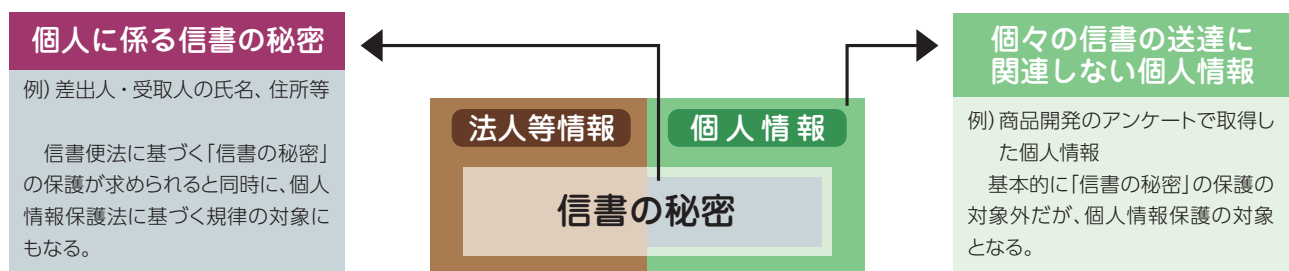 個人に係る信書の秘密
例）差出人・受取人の氏名、住所等
信書便法に基づく「信書の秘密」
の保護が求められると同時に、個人
情報保護法に基づく規律の対象に
もなる。
法人等情報
個人情報
信書の秘密
個々の信書の送達に
関連しない個人情報
例）商品開発のアンケートで取得し
た個人情報
基本的に「信書の秘密」の保護の
対象外だが、個人情報保護の対象
となる。